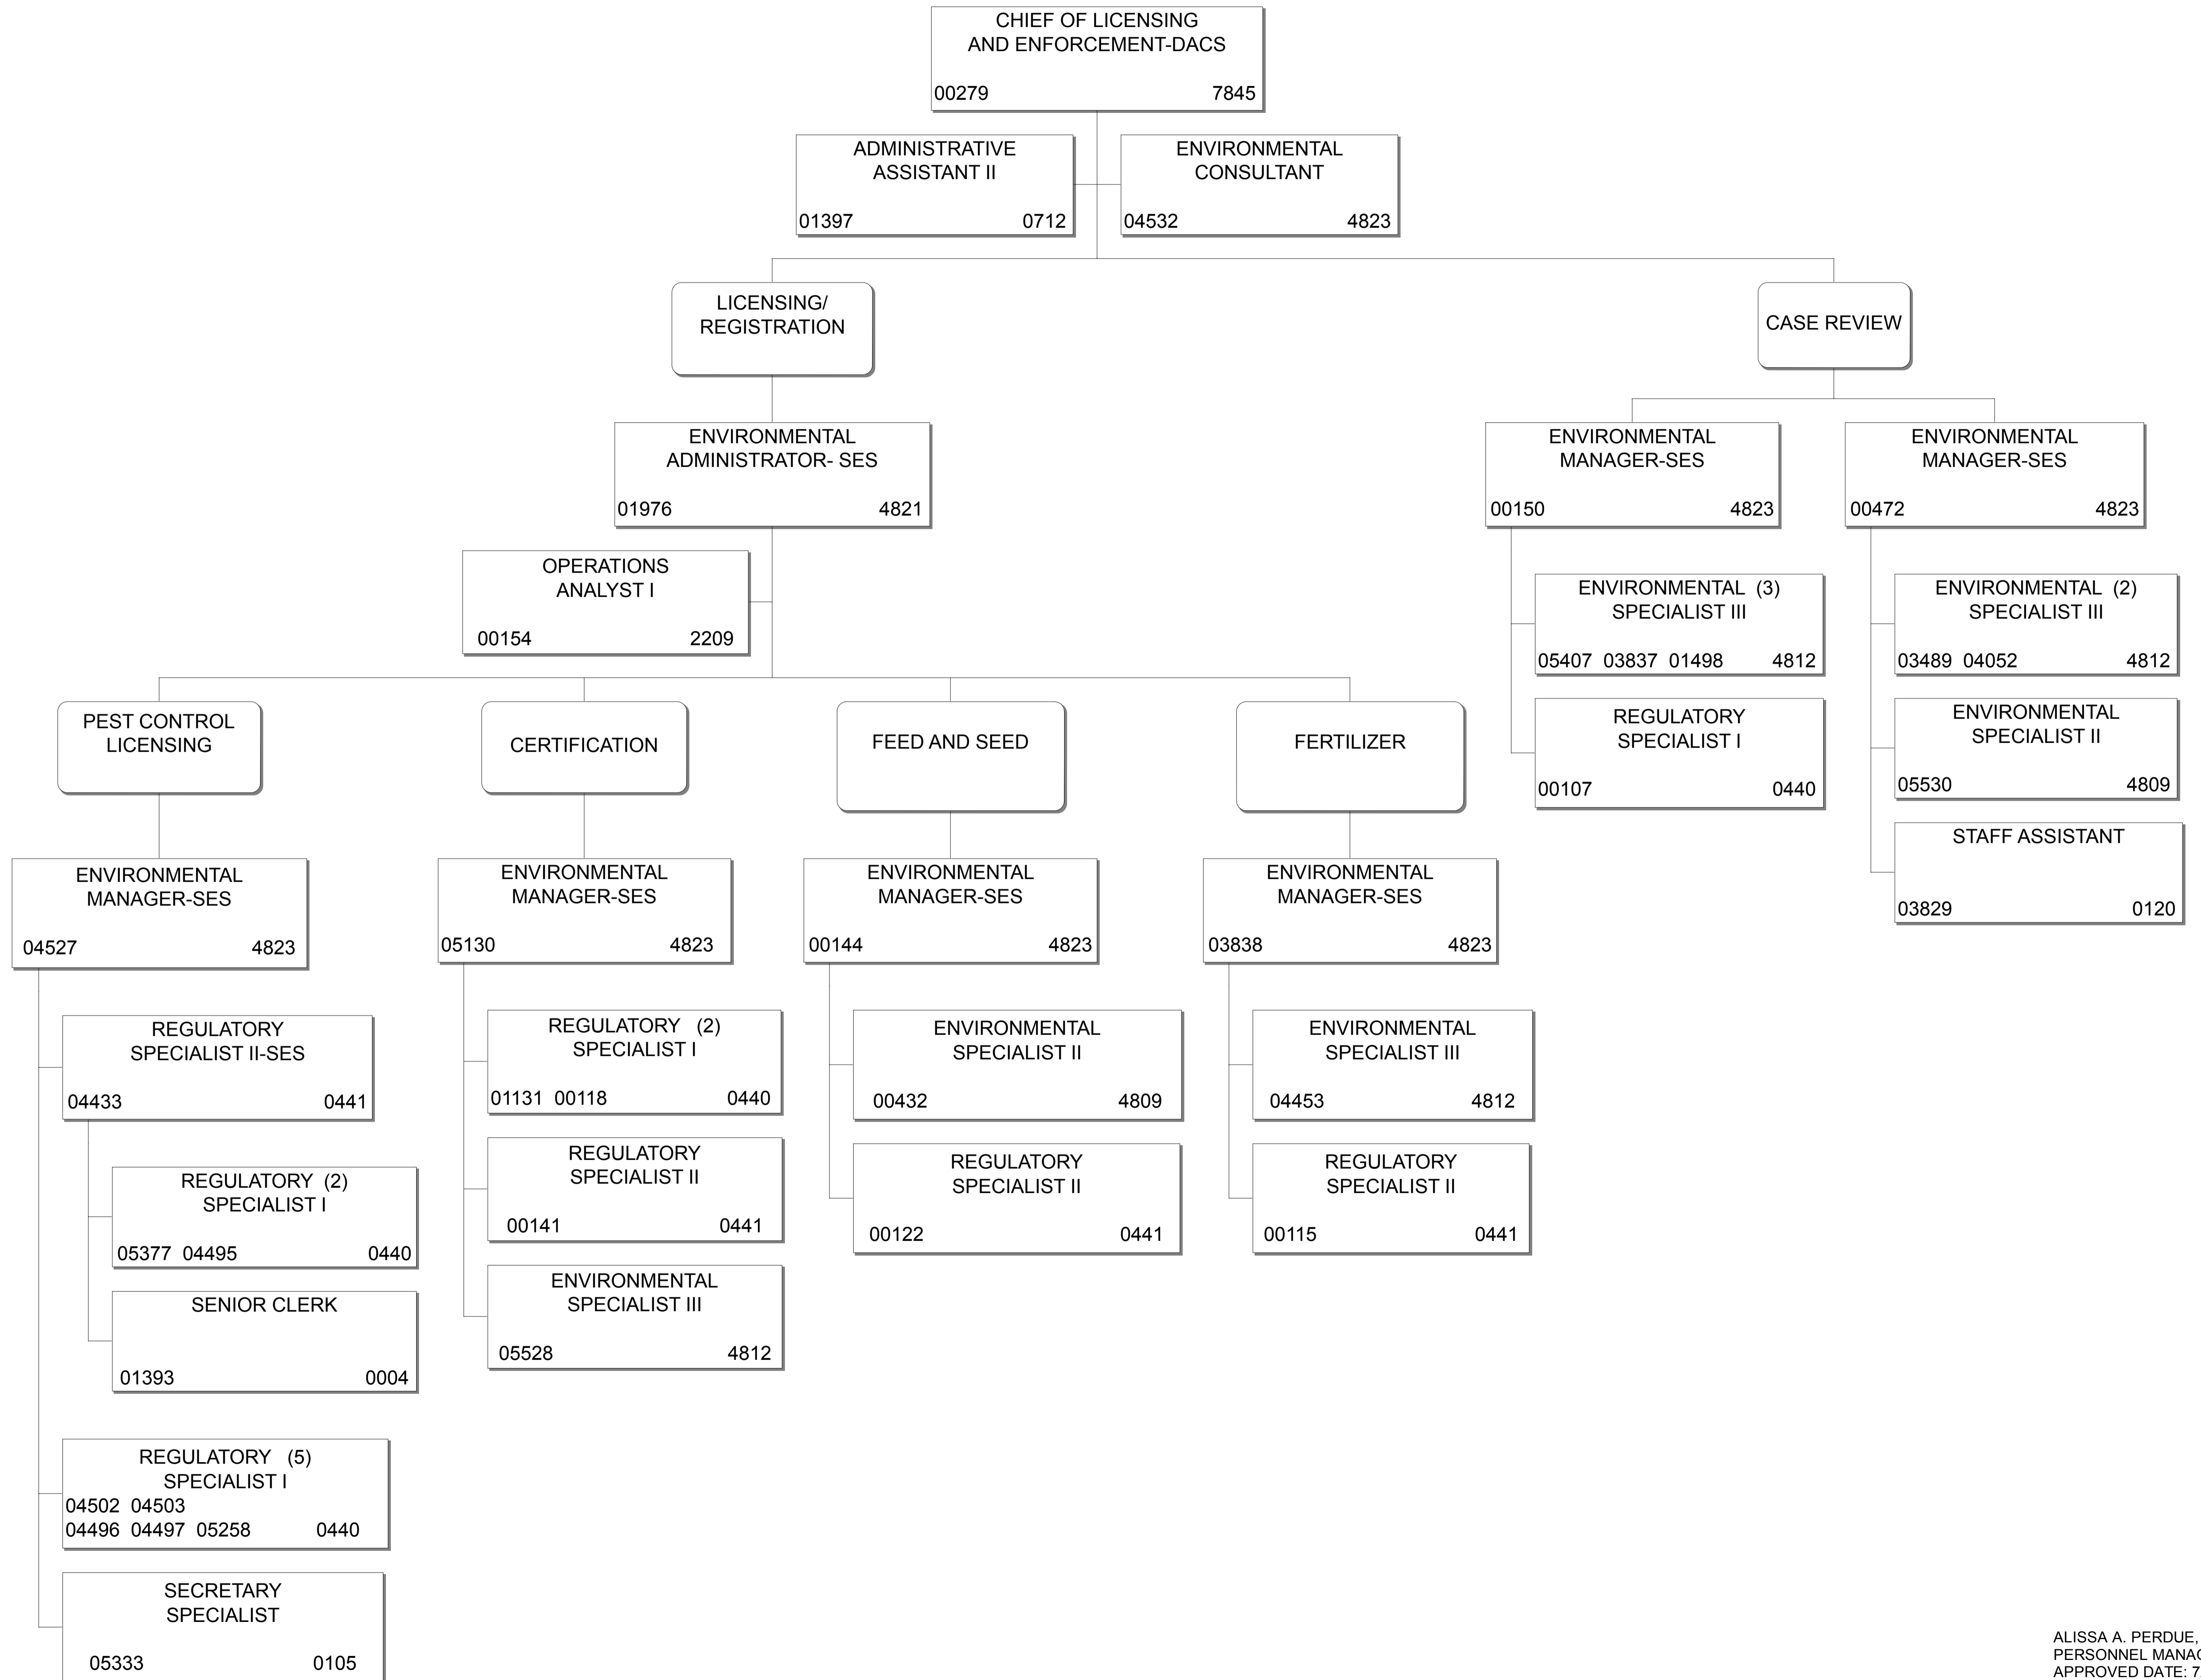 CHIEF OF LICENSING
AND ENFORCEMENT-DACS
00279 7845
ADMINISTRATIVE
ASSISTANT II
01397 0712
ENVIRONMENTAL
CONSULTANT
04532 4823
LICENSING/
REGISTRATION
CASE REVIEW
ENVIRONMENTAL
ADMINISTRATOR- SES
01976 4821
OPERATIONS
ANALYST I
00154 2209
ENVIRONMENTAL
MANAGER-SES
00150 4823
ENVIRONMENTAL (3)
SPECIALIST III
05407 03837 01498 4812
REGULATORY
SPECIALIST I
00107 0440
ENVIRONMENTAL
MANAGER-SES
00472 4823
ENVIRONMENTAL (2)
SPECIALIST III
03489 04052 4812
ENVIRONMENTAL
SPECIALIST II
05530 4809
STAFF ASSISTANT
03829 0120
PEST CONTROL
LICENSING
ENVIRONMENTAL
MANAGER-SES
04527 4823
REGULATORY
SPECIALIST II-SES
04433 0441
REGULATORY (2)
SPECIALIST I
05377 04495 0440
SENIOR CLERK
01393 0004
REGULATORY (5)
SPECIALIST I
04502 04503
04496 04497 05258 0440
SECRETARY
SPECIALIST
05333 0105
CERTIFICATION
ENVIRONMENTAL
MANAGER-SES
05130 4823
REGULATORY (2)
SPECIALIST I
01131 00118 0440
REGULATORY
SPECIALIST II
00141 0441
ENVIRONMENTAL
SPECIALIST III
05528 4812
FEED AND SEED
ENVIRONMENTAL
MANAGER-SES
00144 4823
ENVIRONMENTAL
SPECIALIST II
00432 4809
REGULATORY
SPECIALIST II
00122 0441
FERTILIZER
ENVIRONMENTAL
MANAGER-SES
03838 4823
ENVIRONMENTAL
SPECIALIST III
04453 4812
REGULATORY
SPECIALIST II
00115 0441
ALISSA A. PERDUE,
PERSONNEL
APPROVED DATE: